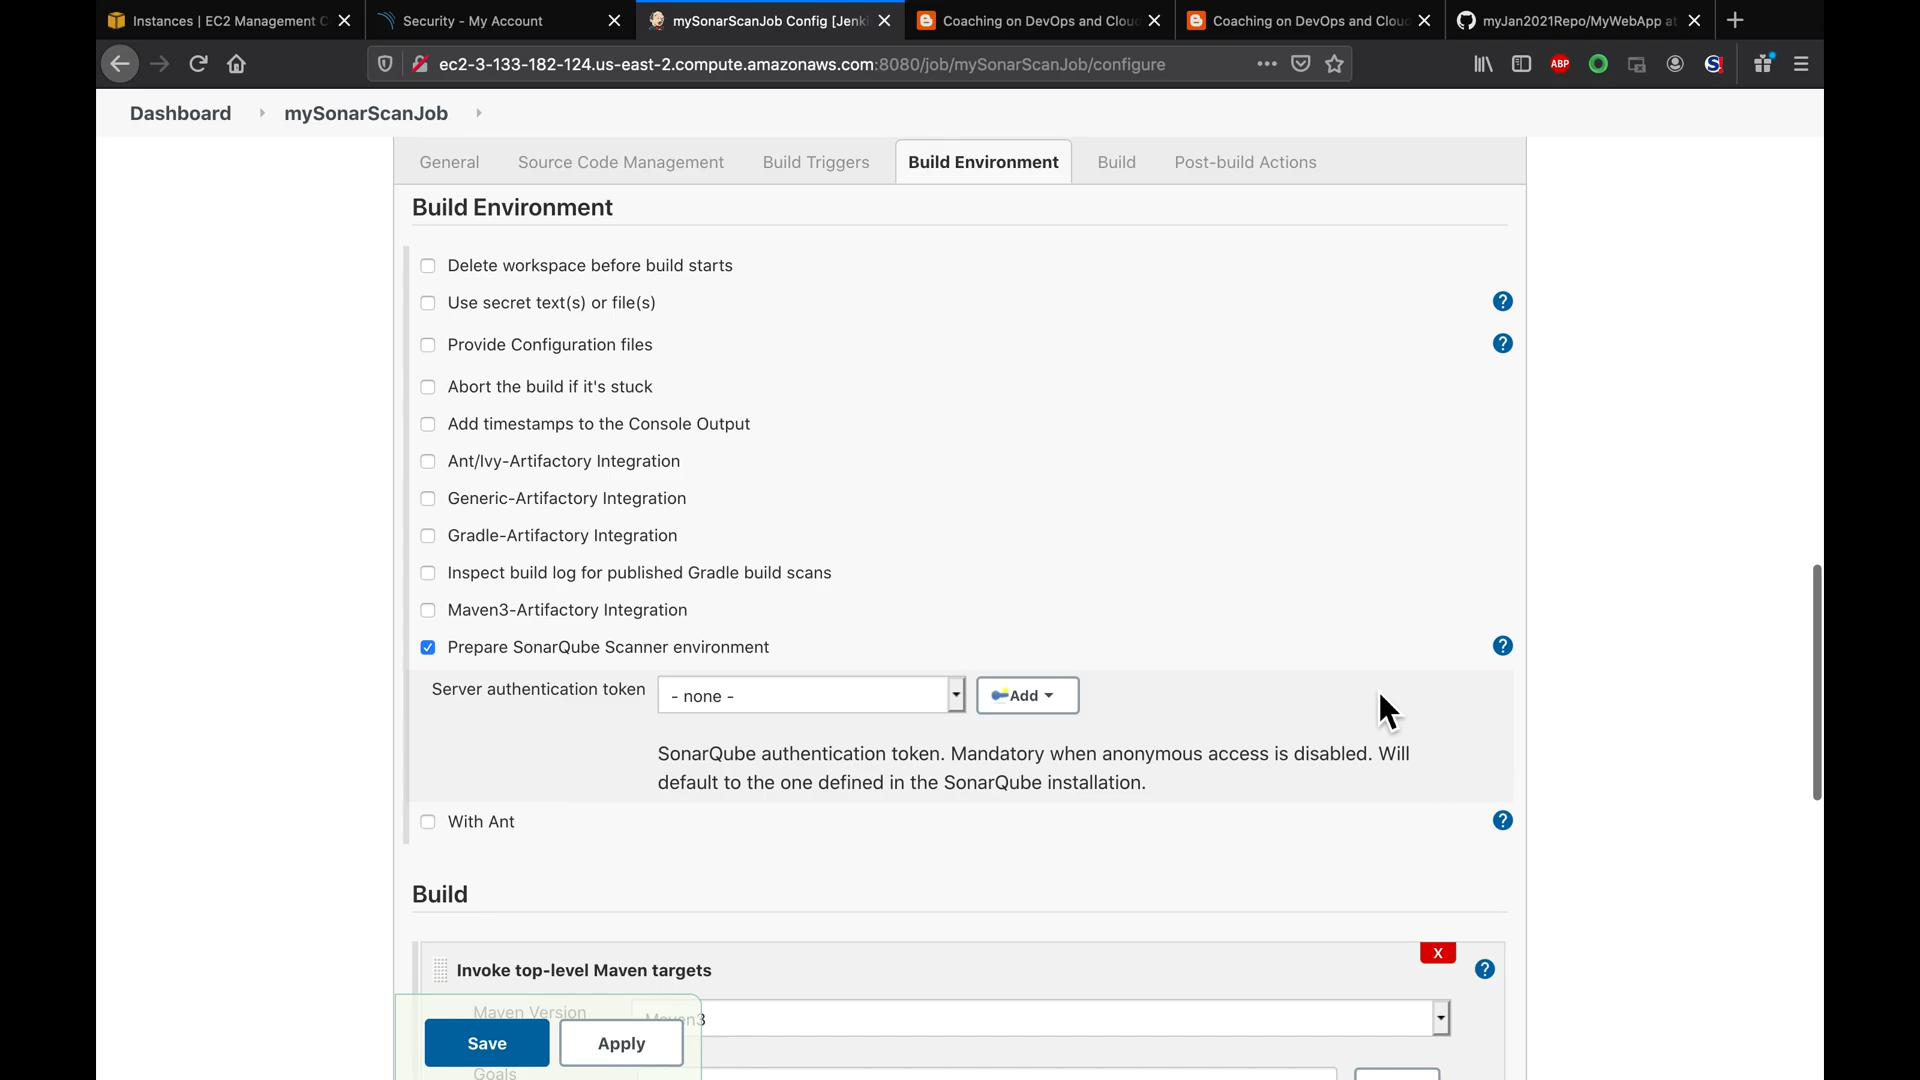 Instances | EC2 Management C
Security - My Account
mySonarScanJob Config [Jenki
Coaching on DevOps and Cloud
Coaching on DevOps and Cloud
myJan2021Repo/MyWebApp at
ec2-3-133-182-124.us-east-2.compute.amazonaws.com:8080/job/mySonarScanJob/configure
ABP
Dashboard
mySonarScanJob
General
Source Code Management
Build Triggers
Build Environment
Build
Post-build Actions
Build Environment
Delete workspace before build starts
Use secret text(s) or file(s)
?
Provide Configuration files
?
Abort the build if it's stuck
Add timestamps to the Console Output
Ant/Ivy-Artifactory Integration
Generic-Artifactory Integration
Gradle-Artifactory Integration
Inspect build log for published Gradle build scans
Maven3-Artifactory Integration
Prepare SonarQube Scanner environment
?
Server authentication token
- none -
Add
SonarQube authentication token. Mandatory when anonymous access is disabled. Will
default to the one defined in the SonarQube installation.
With Ant
?
Build
X
Invoke top-level Maven targets
?
Maven Version
Maven3
Save
Apply
Goals